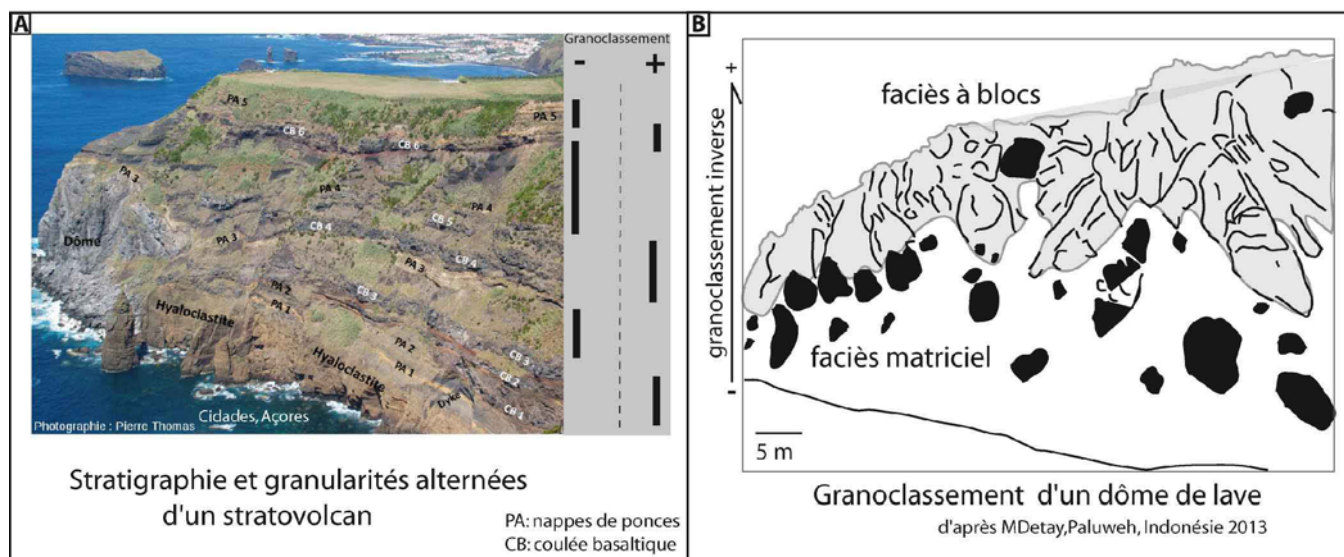 A
Granoclassement
- +
PA 5
PA 5
CB 6
CB 6
PA 3
PA 4
PA 4
CB 5
CB 4
Dôme
PA 3
PA 3
CB 4
PA 2
CB 3
PA 1
Hyaloclastite
PA 2
CB 3
Hyaloclastite
PA 1
CB 2
Dyke
CB 1
Cidades, Açores
Photographie : Pierre Thomas
Stratigraphie et granularités alternées
d'un stratovolcan
PA: nappes de ponces
CB: coulée basaltique
B
+
granoclassement inverse
-
faciès à blocs
faciès matriciel
5 m
Granoclassement d'un dôme de lave
d'après MDetay,Paluweh, Indonésie 2013